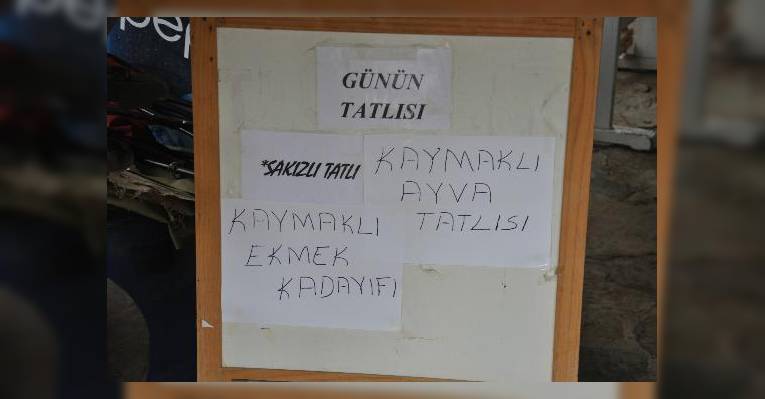 GÜNÜN
TATLISI
*SAKIZLI TATLI
KAYMAKLI
AYVA
TATLISI
KAYMAKLI
EKMEK
KADAYIFI